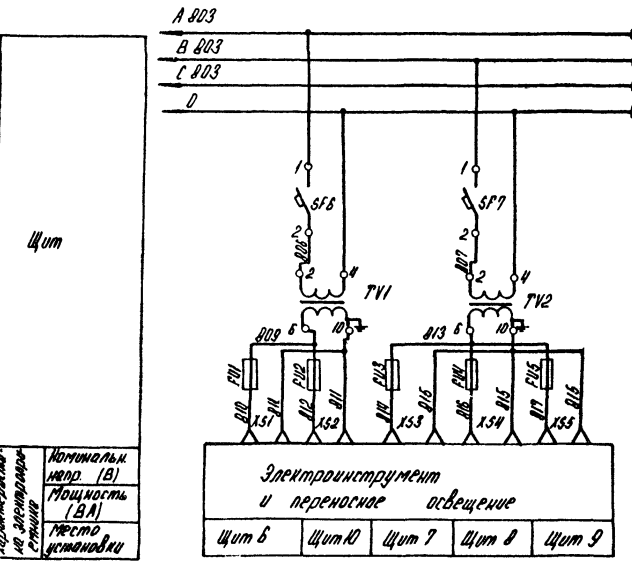 А 803
В 803
С 803
0
Щит
1
1
SF6
SF7
2
2
806
807
2
4
2
4
TV1
TV2
6
10
6
10
809
813
FU1
FU2
FU3
FU4
FU5
810
811
812
811
814
815
816
815
817
815
XS1
XS2
XS3
XS4
XS5
Электроинструмент
и переносное освещение
Щит 6
Щит 10
Щит 7
Щит 8
Щит 9
Номинальн.
напр. (В)
Мощность
(ВА)
Место
установки